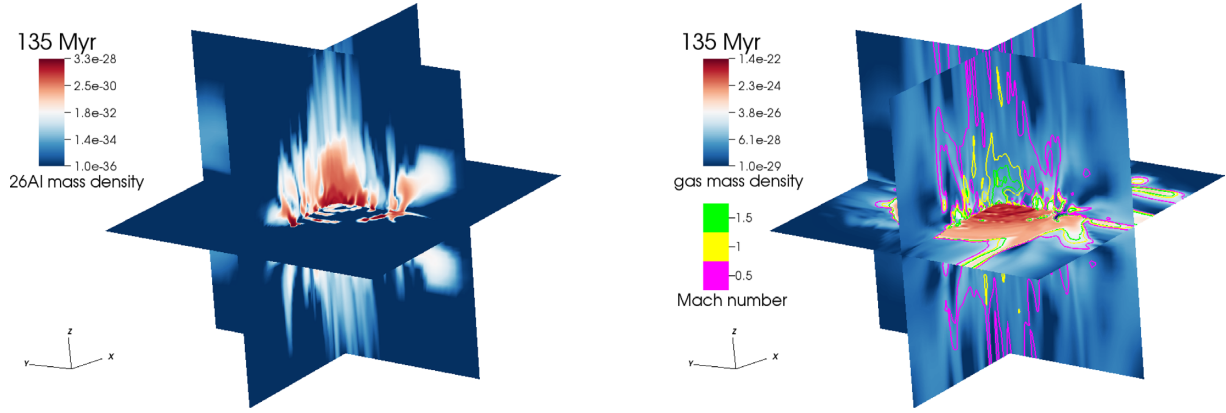 135 Myr
3.3e-28
2.5e-30
1.8e-32
1.4e-34
1.0e-36
26Al mass density
Z
Y
X
135 Myr
1.4e-22
2.3e-24
3.8e-26
6.1e-28
1.0e-29
gas mass density
1.5
1
0.5
Mach number
Z
Y
X